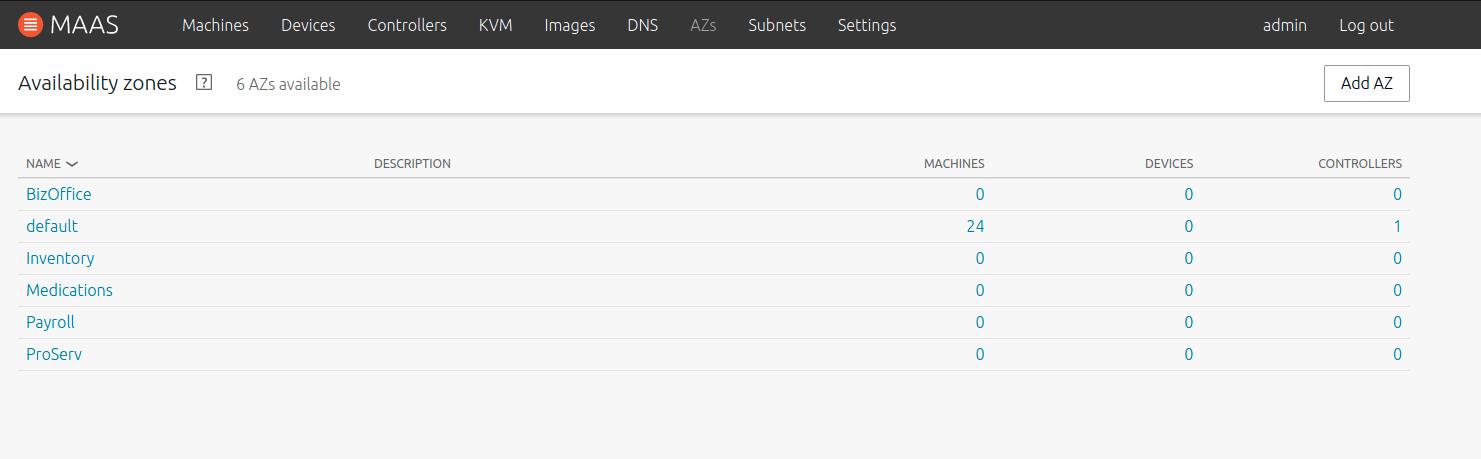 MAAS Machines Devices Controllers KVM Images DNS AZs Subnets Settings admin Log out
Availability zones ? 6 AZs available Add AZ
NAME DESCRIPTION MACHINES DEVICES CONTROLLERS
BizOffice 0 0 0
default 24 0 1
Inventory 0 0 0
Medications 0 0 0
Payroll 0 0 0
ProServ 0 0 0